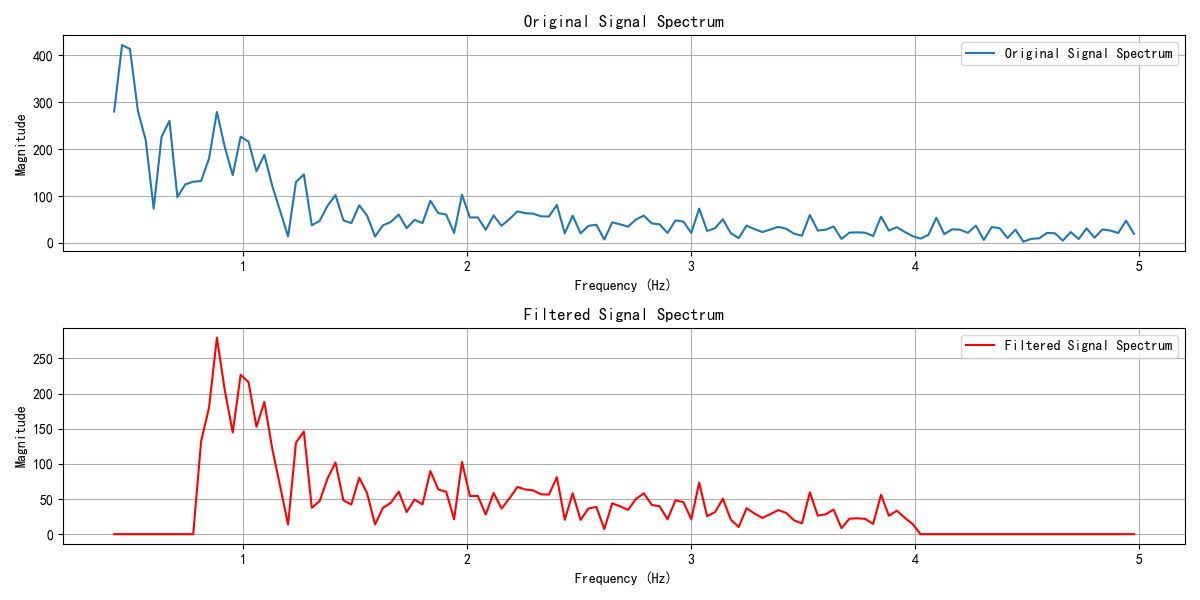 Original Signal Spectrum
Original Signal Spectrum
Magnitude
400
300
200
100
0
1 2 3 4 5
Frequency (Hz)
Filtered Signal Spectrum
Filtered Signal Spectrum
Magnitude
250
200
150
100
50
0
1 2 3 4 5
Frequency (Hz)